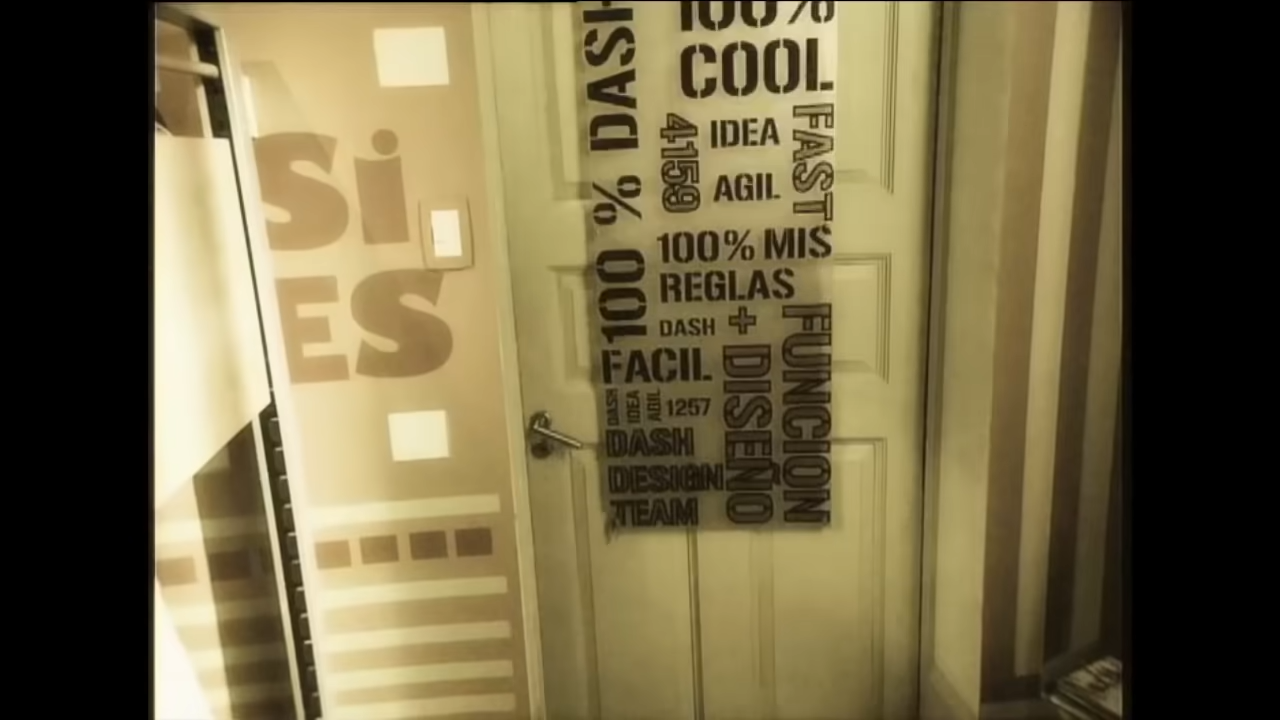 Si
ES
100 % DASH
100%
COOL
4159
IDEA
FAST
AGIL
100% MIS
REGLAS
DASH
+ DISEÑO
FUNCION
FACIL
DASH
IDEA
AGIL
1257
DASH
DESIGN
TEAM